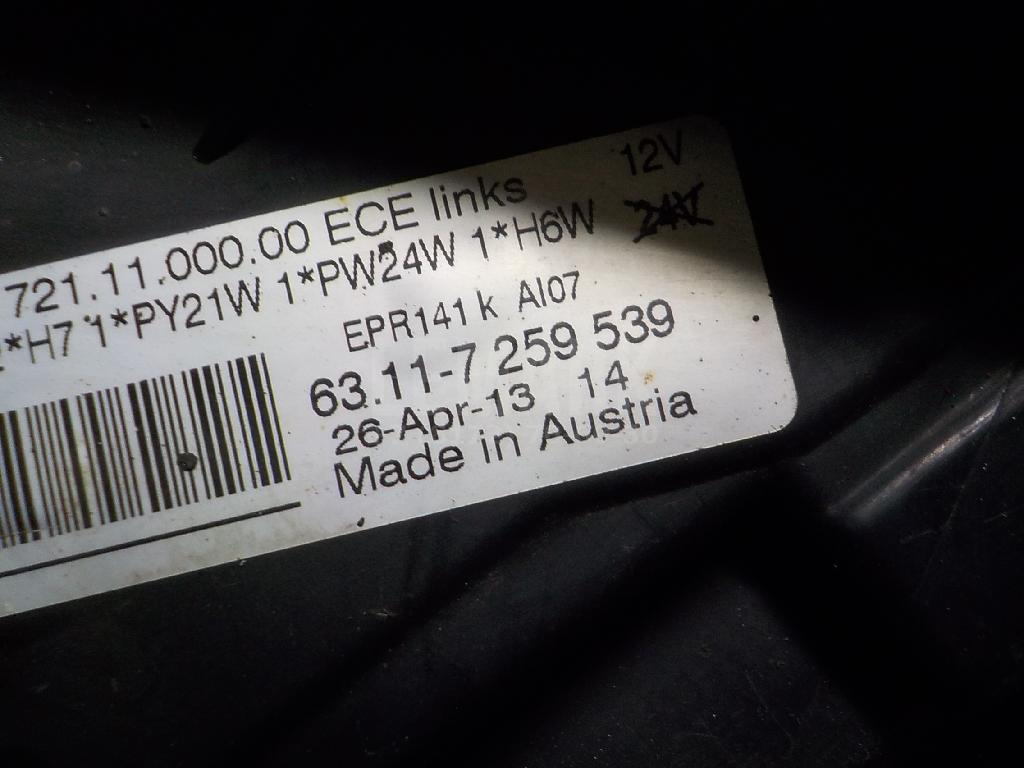 721.11.000.00 ECE links
12V
*H7 1*PY21W 1*PW24W 1*H6W
24V
EPR141 k AI07
63.11-7 259 539
26-Apr-13 14
Made in Austria